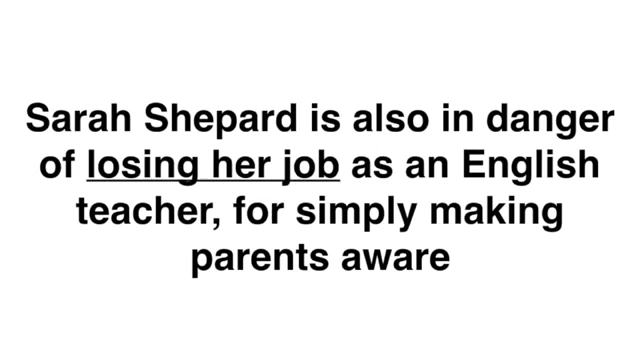 Sarah Shepard is also in danger
of losing her job as an English
teacher, for simply making
parents aware